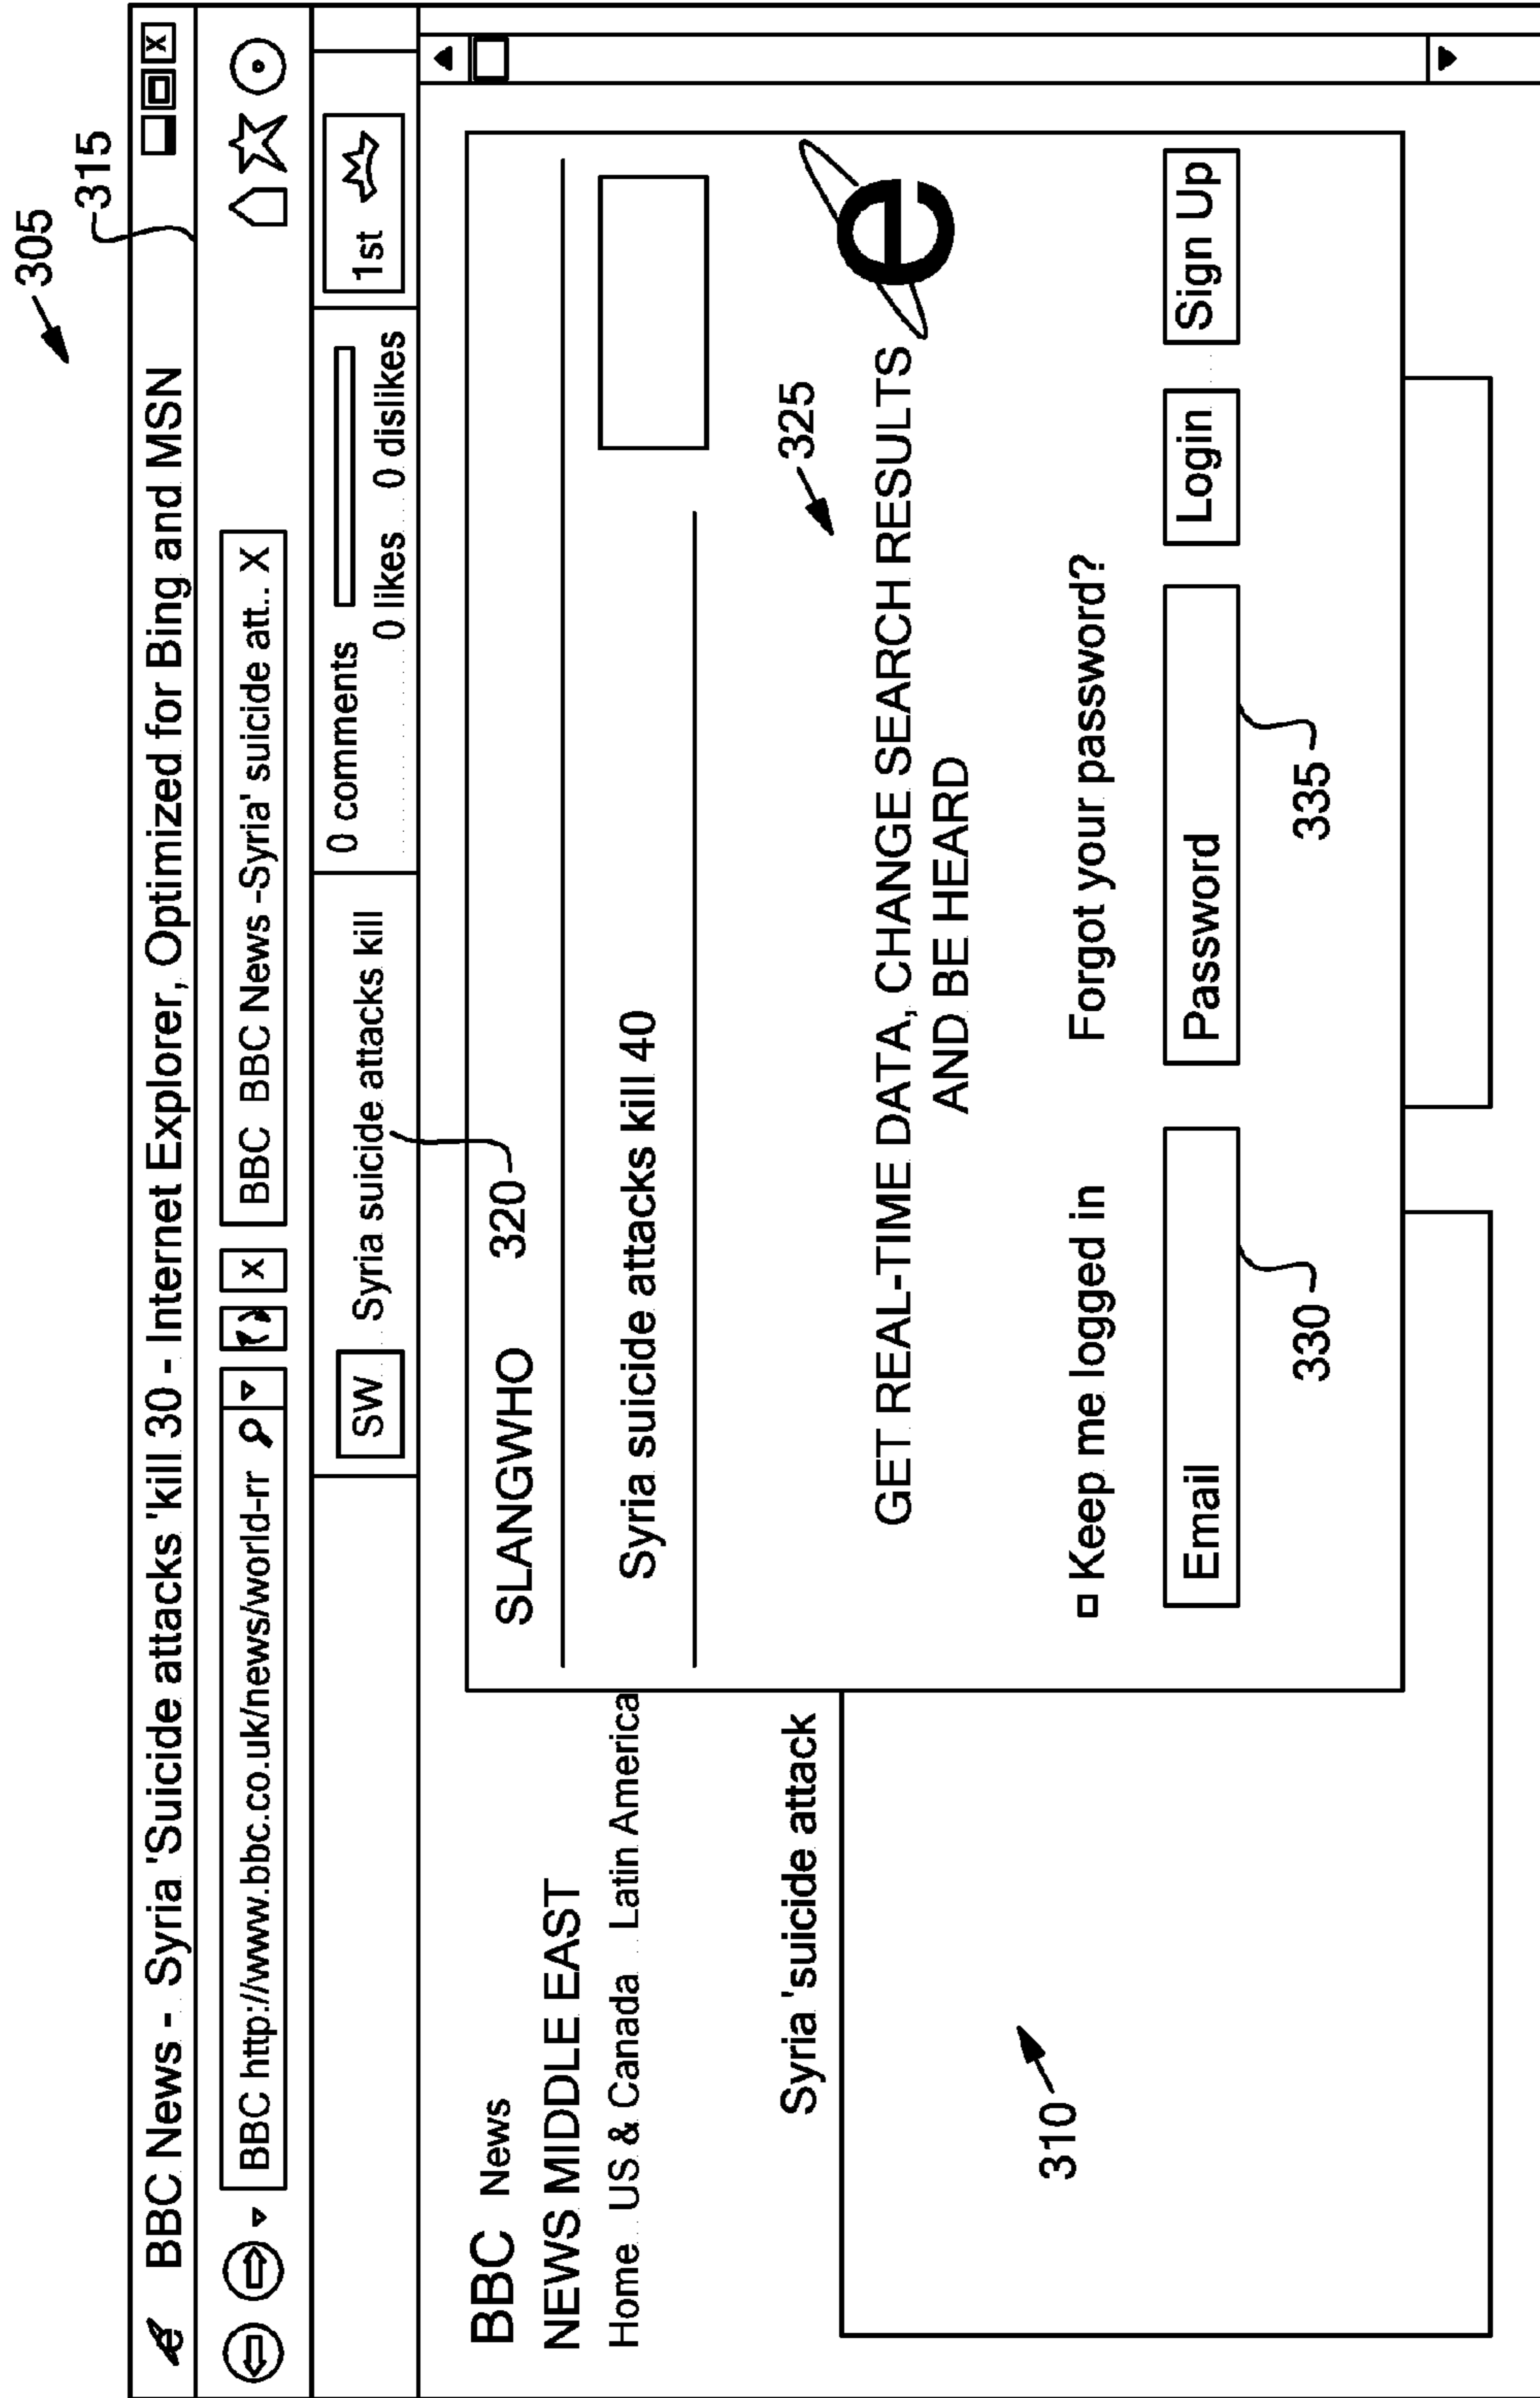 305
315
BBC News - Syria 'Suicide attacks 'kill 30 - Internet Explorer, Optimized for Bing and MSN
X
BBC http://www.bbc.co.uk/news/world-rr
X
BBC BBC News -Syria' suicide att.. X
SW Syria suicide attacks kill
0 comments
0 likes 0 dislikes
1st
BBC News
NEWS MIDDLE EAST
Home US & Canada Latin America
Syria 'suicide attack
310
SLANGWHO
320
Syria suicide attacks kill 40
325
GET REAL-TIME DATA, CHANGE SEARCH RESULTS
AND BE HEARD
e
Keep me logged in
Forgot your password?
Email
Password
Login
Sign Up
330
335